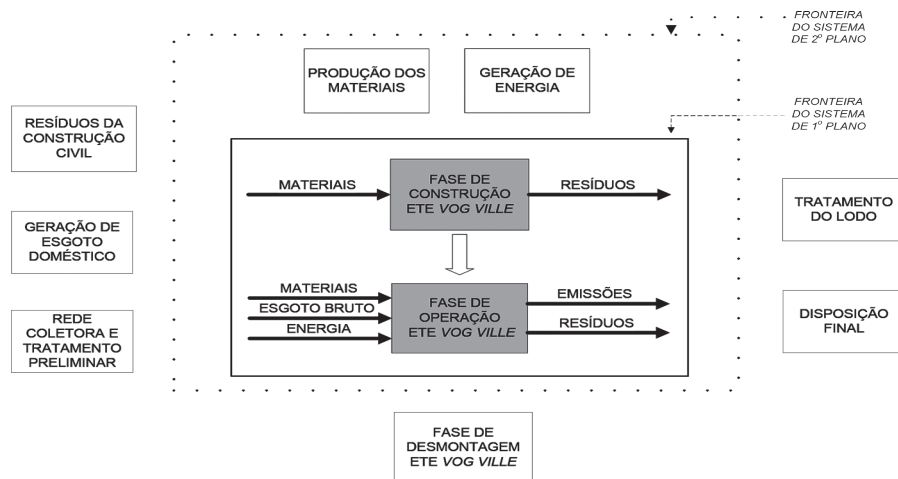 FRONTEIRA
DO SISTEMA
DE 2º PLANO
PRODUÇÃO DOS
MATERIAIS
GERAÇÃO DE
ENERGIA
FRONTEIRA
DO SISTEMA
DE 1º PLANO
RESÍDUOS DA
CONSTRUÇÃO
CIVIL
MATERIAIS
FASE DE
CONSTRUÇÃO
ETE VOG VILLE
RESÍDUOS
TRATAMENTO
DO LODO
GERAÇÃO DE
ESGOTO
DOMÉSTICO
MATERIAIS
ESGOTO BRUTO
ENERGIA
FASE DE
OPERAÇÃO
ETE VOG VILLE
EMISSÕES
RESÍDUOS
DISPOSIÇÃO
FINAL
REDE
COLETORA E
TRATAMENTO
PRELIMINAR
FASE DE
DESMONTAGEM
ETE VOG VILLE